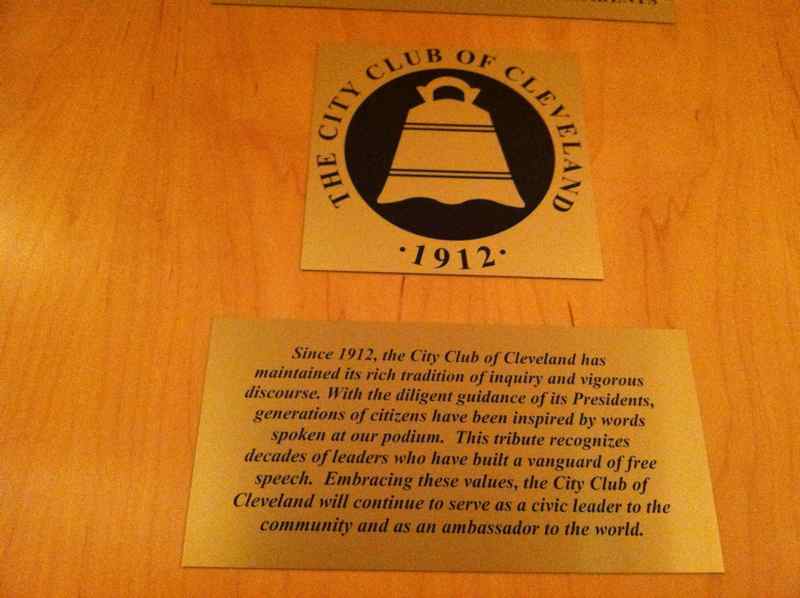 THE CITY CLUB OF CLEVELAND
·1912·
Since 1912, the City Club of Cleveland has
maintained its rich tradition of inquiry and vigorous
discourse. With the diligent guidance of its Presidents,
generations of citizens have been inspired by words
spoken at our podium. This tribute recognizes
decades of leaders who have built a vanguard of free
speech. Embracing these values, the City Club of
Cleveland will continue to serve as a civic leader to the
community and as an ambassador to the world.